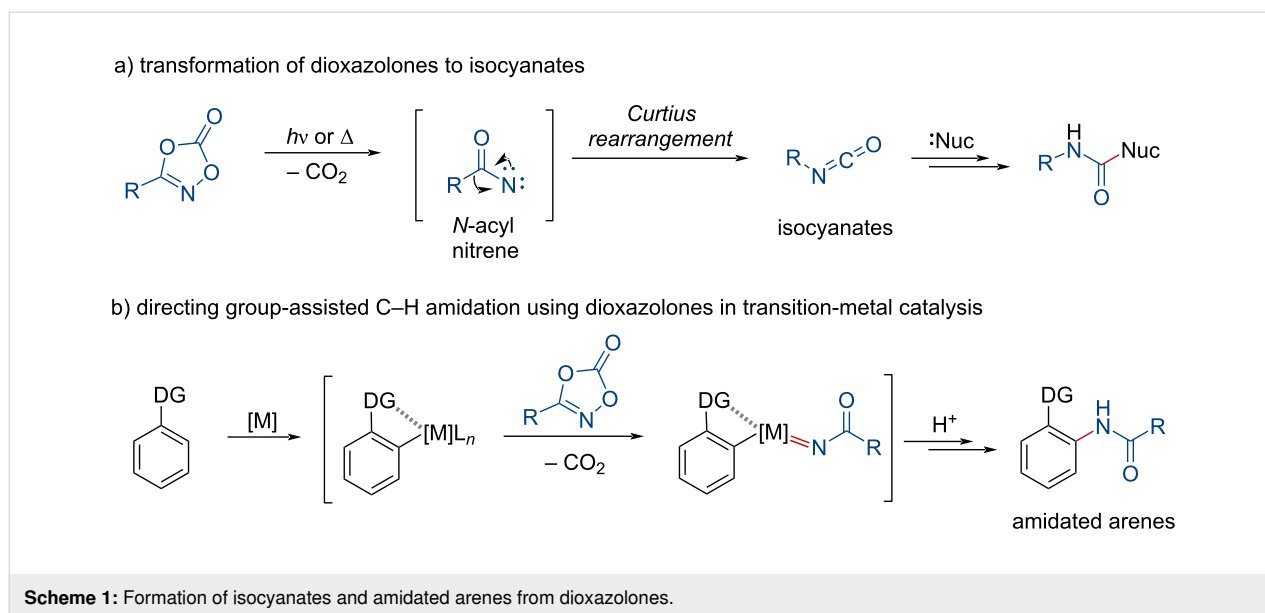 a) transformation of dioxazolones to isocyanates
O
O
O
N
R
hν or Δ
– CO2
O
R
N:
N-acyl
nitrene
Curtius
rearrangement
R
N
C
O
isocyanates
:Nuc
H
N
R
Nuc
O
b) directing group-assisted C–H amidation using dioxazolones in transition-metal catalysis
DG
[M]
DG
[M]Ln
O
O
O
N
R
– CO2
DG
[M]
N
O
R
H+
DG
H
N
R
O
amidated arenes
Scheme 1: Formation of isocyanates and amidated arenes from dioxazolones.